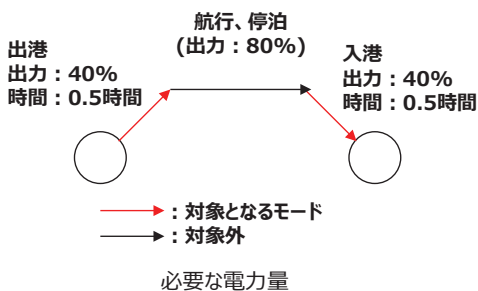 航行、停泊
(出力：80%)
出港
出力：40%
時間：0.5時間
入港
出力：40%
時間：0.5時間
：対象となるモード
：対象外
必要な電力量